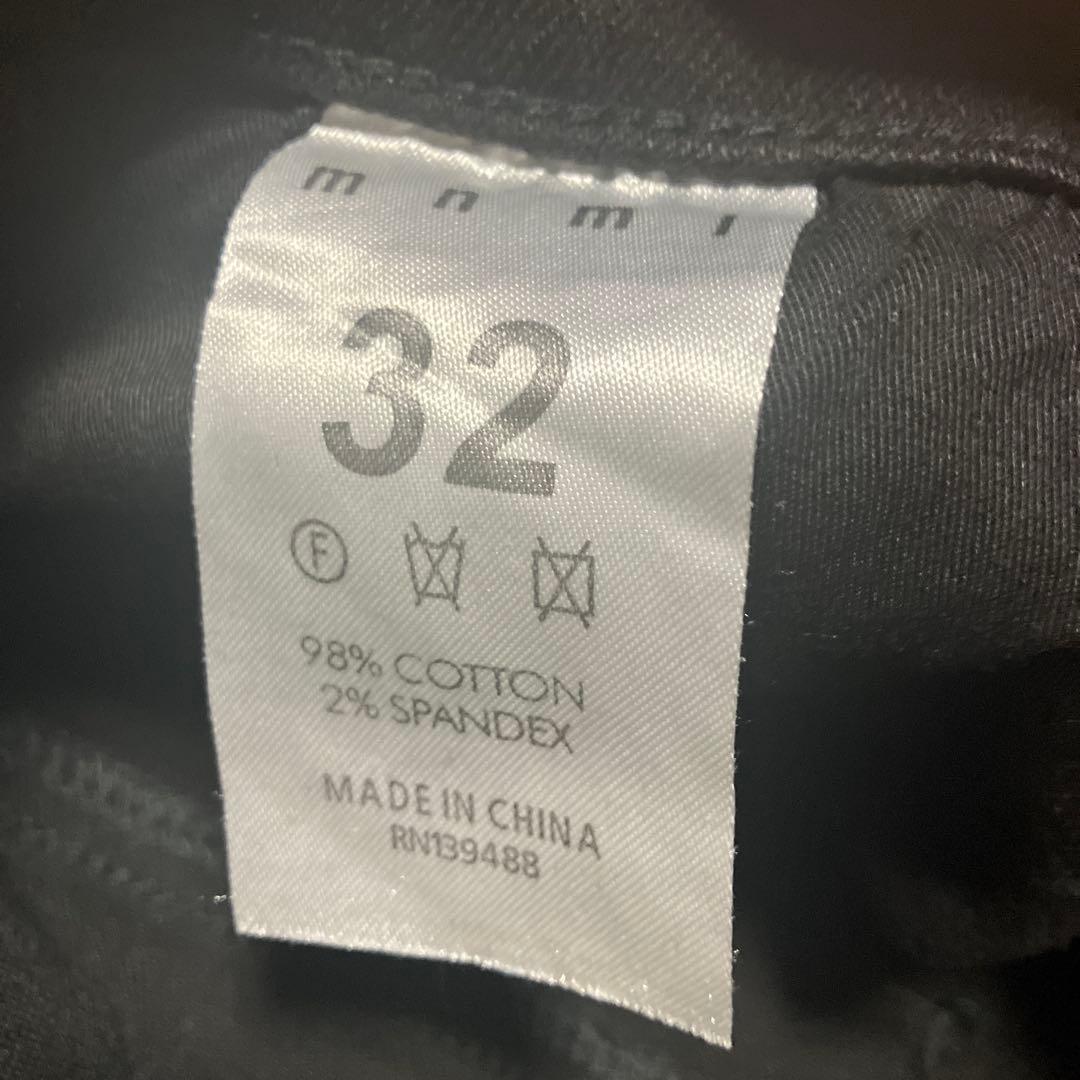 mnml
32
F
98% COTTON
2% SPANDEX
MADE IN CHINA
RN139488